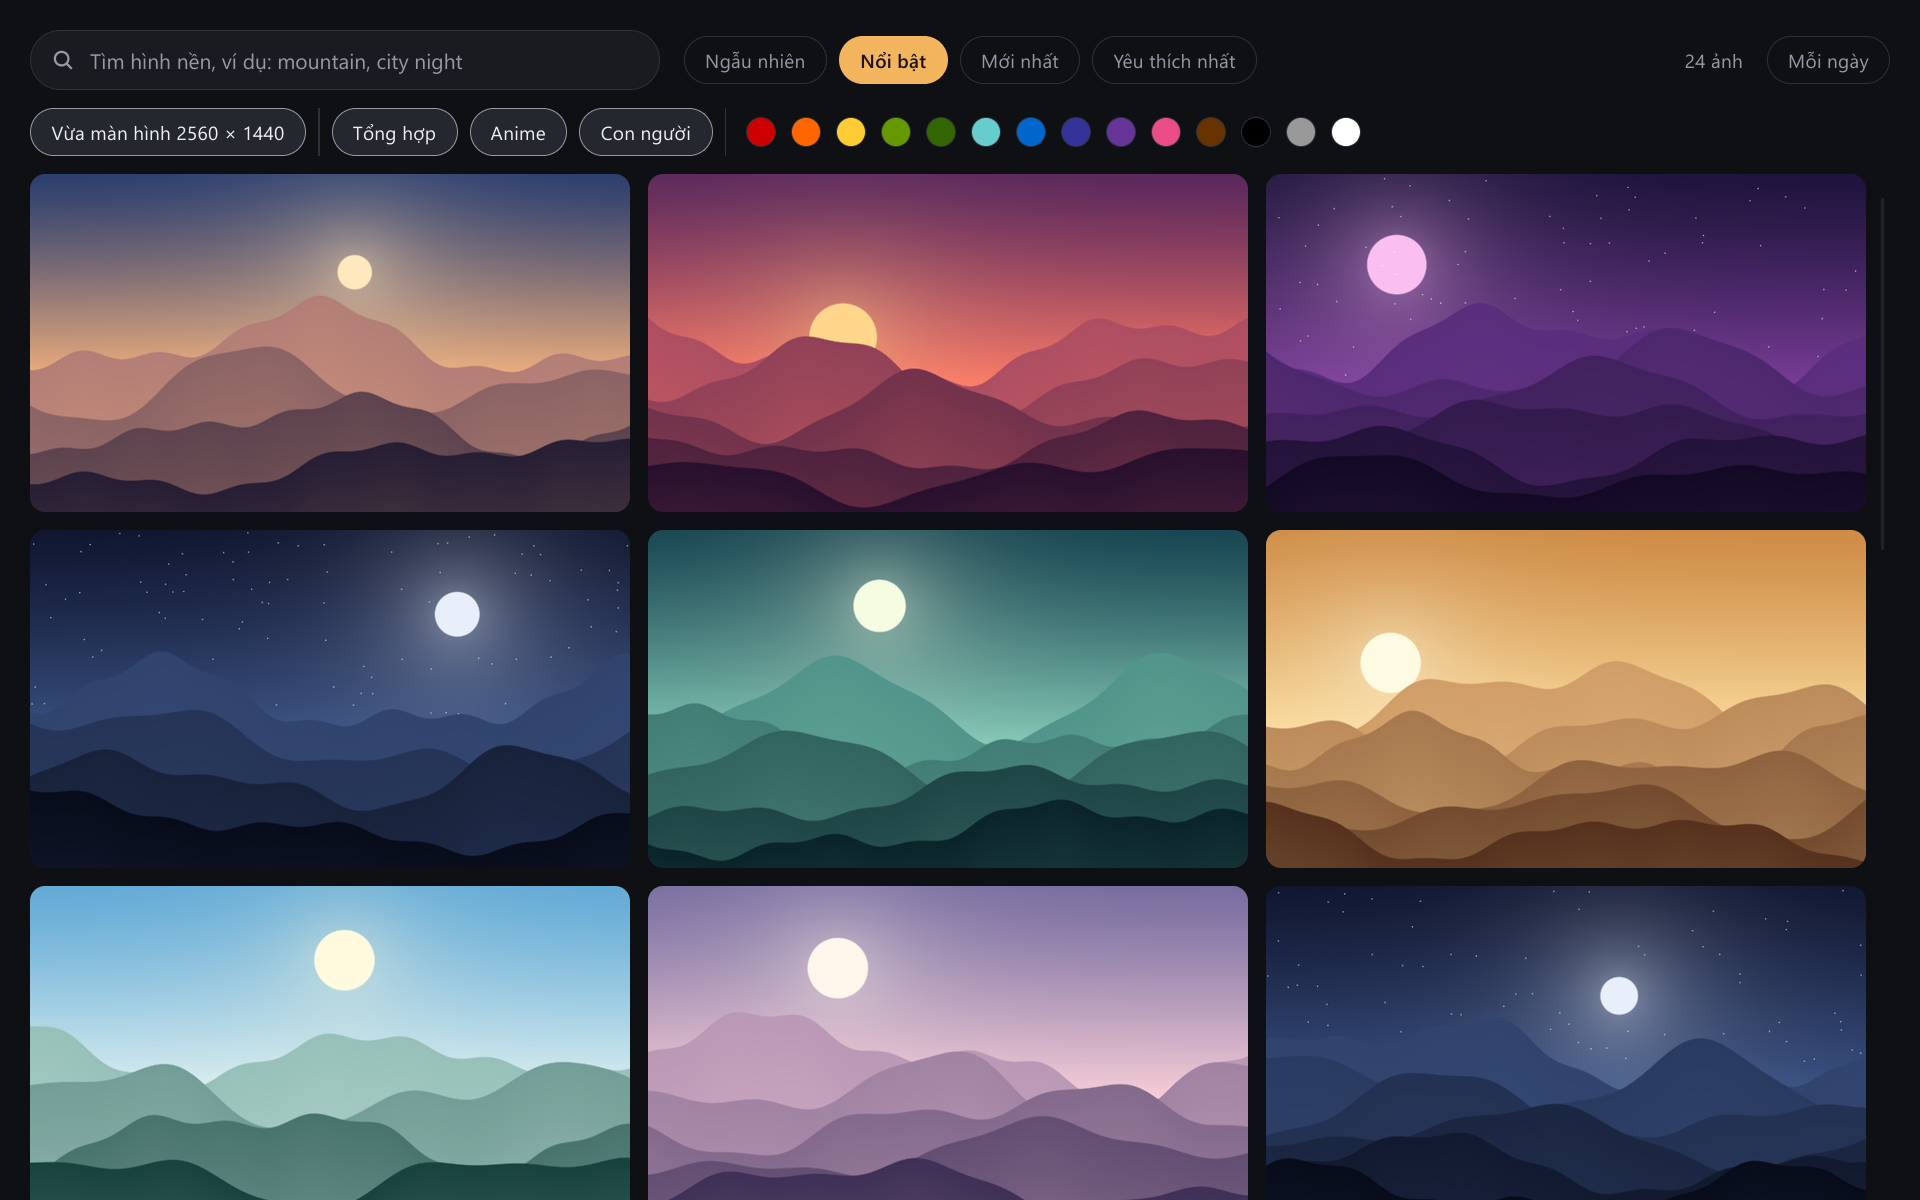 Tìm hình nền, ví dụ: mountain, city night
Ngẫu nhiên
Nổi bật
Mới nhất
Yêu thích nhất
24 ảnh
Mỗi ngày
Vừa màn hình 2560 × 1440
Tổng hợp
Anime
Con người